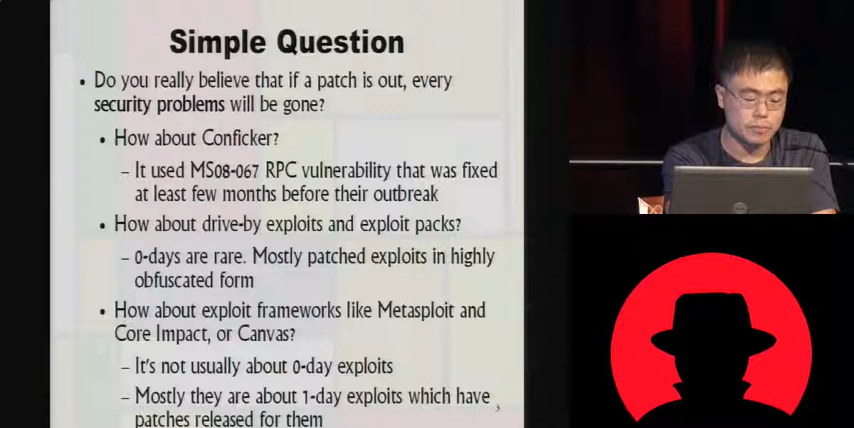 Simple Question
• Do you really believe that if a patch is out, every
security problems will be gone?
• How about Conficker?
– It used MS08-067 RPC vulnerability that was fixed
at least few months before their outbreak
• How about drive-by exploits and exploit packs?
– 0-days are rare. Mostly patched exploits in highly
obfuscated form
• How about exploit frameworks like Metasploit and
Core Impact, or Canvas?
– It's not usually about 0-day exploits
– Mostly they are about 1-day exploits which have
patches released for them
3